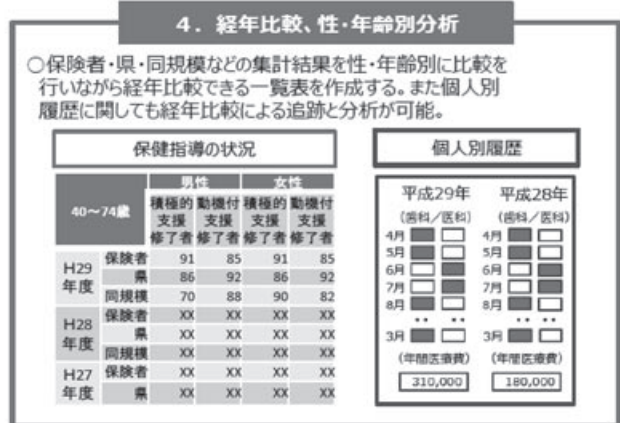 4．経年比較、性・年齢別分析
○保険者・県・同規模などの集計結果を性・年齢別に比較を
行いながら経年比較できる一覧表を作成する。また個人別
履歴に関しても経年比較による追跡と分析が可能。
保健指導の状況
40～74歳
男性 女性
積極的 動機付 積極的 動機付
支援 支援 支援 支援
修了者 修了者 修了者 修了者
H29
年度
保険者 91 85 91 85
県 86 92 86 92
同規模 70 88 90 82
H28
年度
保険者 XX XX XX XX
県 XX XX XX XX
同規模 XX XX XX XX
H27
年度
保険者 XX XX XX XX
県 XX XX XX XX
個人別履歴
平成29年 平成28年
(歯科／医科) (歯科／医科)
4月 4月
5月 5月
6月 6月
7月 7月
8月 8月
‥ ‥ ‥ ‥
3月 3月
(年間医療費) (年間医療費)
310,000 180,000